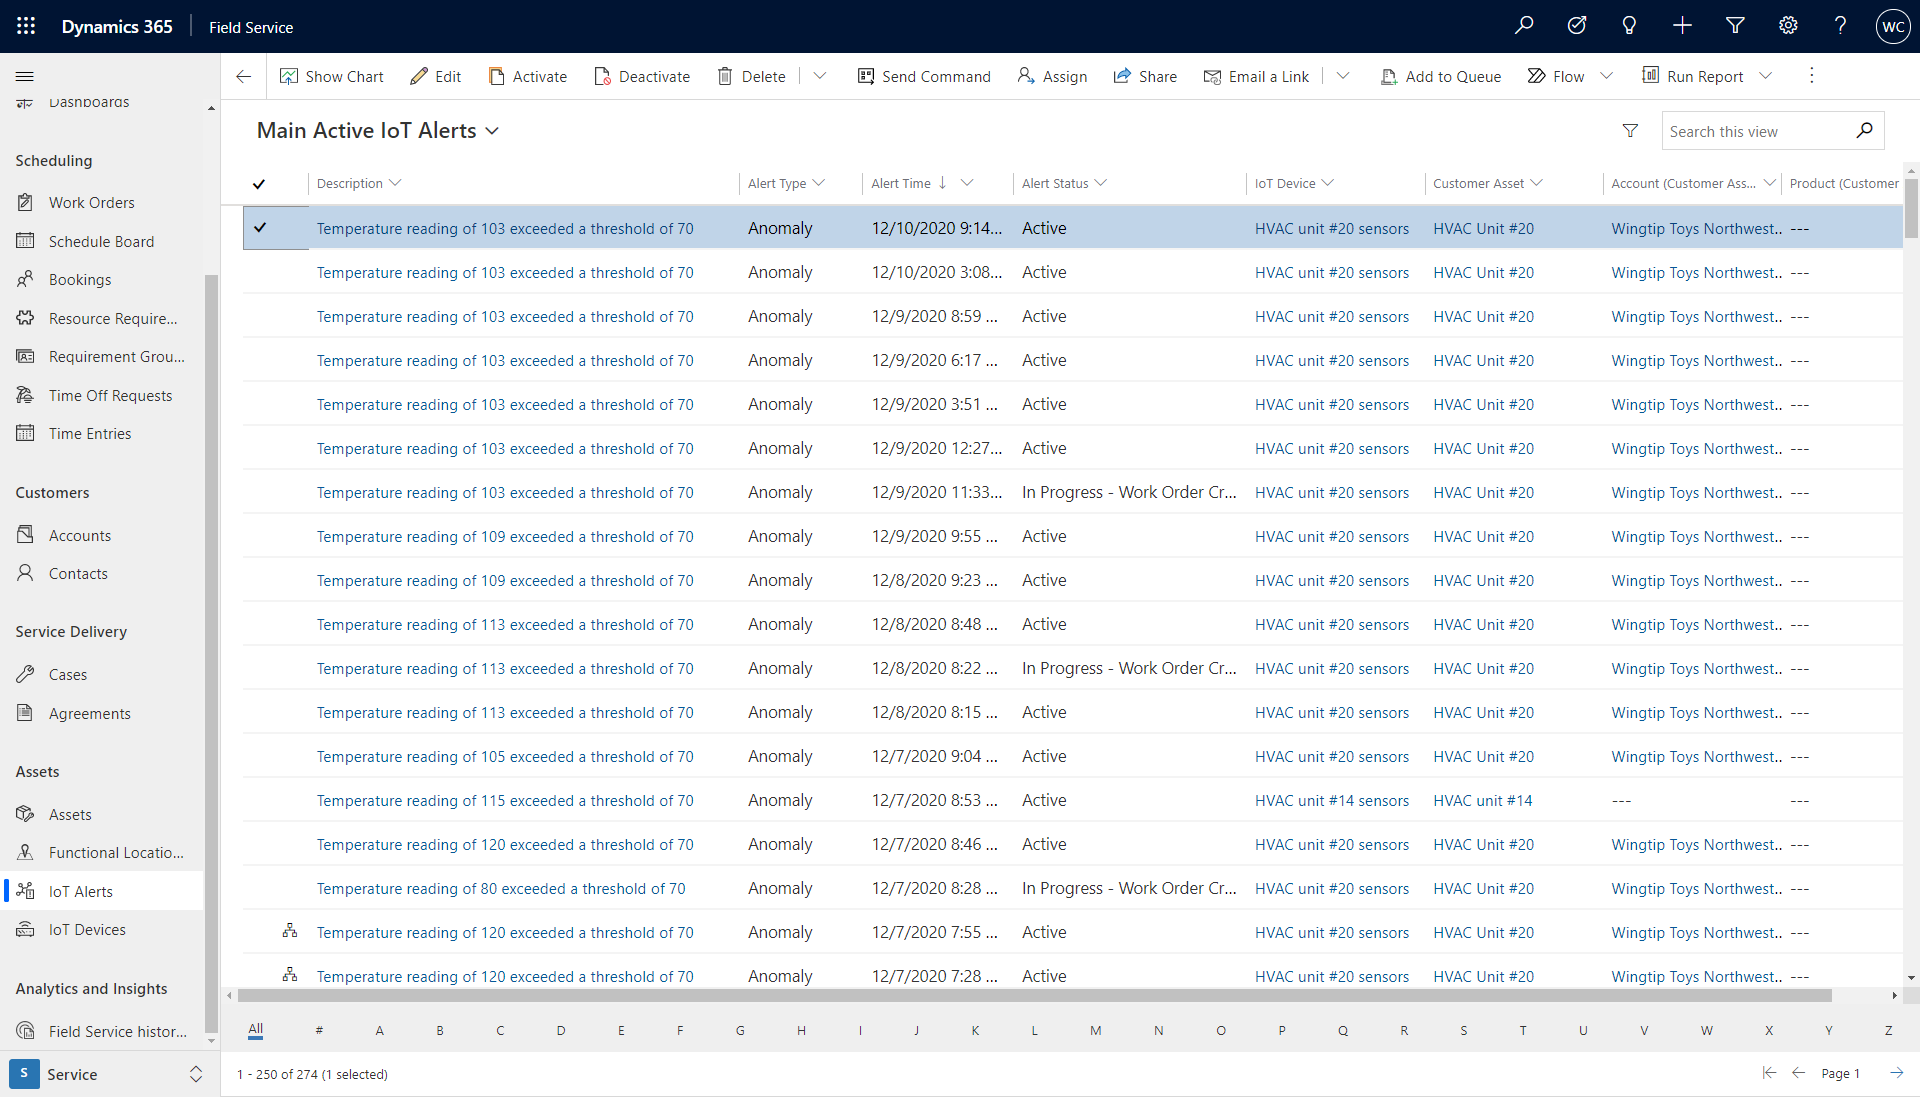 Dynamics 365 Field Service WC
Show Chart Edit Activate Deactivate Delete Send Command Assign Share Email a Link Add to Queue Flow Run Report
Dashboards
Scheduling
Work Orders
Schedule Board
Bookings
Resource Require...
Requirement Grou...
Time Off Requests
Time Entries
Customers
Accounts
Contacts
Service Delivery
Cases
Agreements
Assets
Assets
Functional Locatio...
IoT Alerts
IoT Devices
Analytics and Insights
Field Service histor...
S Service
Main Active IoT Alerts
Search this view
Description Alert Type Alert Time Alert Status IoT Device Customer Asset Account (Customer Ass... Product (Customer
Temperature reading of 103 exceeded a threshold of 70 Anomaly 12/10/2020 9:14... Active HVAC unit #20 sensors HVAC Unit #20 Wingtip Toys Northwest.. ---
Temperature reading of 103 exceeded a threshold of 70 Anomaly 12/10/2020 3:08... Active HVAC unit #20 sensors HVAC Unit #20 Wingtip Toys Northwest.. ---
Temperature reading of 103 exceeded a threshold of 70 Anomaly 12/9/2020 8:59 ... Active HVAC unit #20 sensors HVAC Unit #20 Wingtip Toys Northwest.. ---
Temperature reading of 103 exceeded a threshold of 70 Anomaly 12/9/2020 6:17 ... Active HVAC unit #20 sensors HVAC Unit #20 Wingtip Toys Northwest.. ---
Temperature reading of 103 exceeded a threshold of 70 Anomaly 12/9/2020 3:51 ... Active HVAC unit #20 sensors HVAC Unit #20 Wingtip Toys Northwest.. ---
Temperature reading of 103 exceeded a threshold of 70 Anomaly 12/9/2020 12:27... Active HVAC unit #20 sensors HVAC Unit #20 Wingtip Toys Northwest.. ---
Temperature reading of 103 exceeded a threshold of 70 Anomaly 12/9/2020 11:33... In Progress - Work Order Cr... HVAC unit #20 sensors HVAC Unit #20 Wingtip Toys Northwest.. ---
Temperature reading of 109 exceeded a threshold of 70 Anomaly 12/9/2020 9:55 ... Active HVAC unit #20 sensors HVAC Unit #20 Wingtip Toys Northwest.. ---
Temperature reading of 109 exceeded a threshold of 70 Anomaly 12/8/2020 9:23 ... Active HVAC unit #20 sensors HVAC Unit #20 Wingtip Toys Northwest.. ---
Temperature reading of 113 exceeded a threshold of 70 Anomaly 12/8/2020 8:48 ... Active HVAC unit #20 sensors HVAC Unit #20 Wingtip Toys Northwest.. ---
Temperature reading of 113 exceeded a threshold of 70 Anomaly 12/8/2020 8:22 ... In Progress - Work Order Cr... HVAC unit #20 sensors HVAC Unit #20 Wingtip Toys Northwest.. ---
Temperature reading of 113 exceeded a threshold of 70 Anomaly 12/8/2020 8:15 ... Active HVAC unit #20 sensors HVAC Unit #20 Wingtip Toys Northwest.. ---
Temperature reading of 105 exceeded a threshold of 70 Anomaly 12/7/2020 9:04 ... Active HVAC unit #20 sensors HVAC Unit #20 Wingtip Toys Northwest.. ---
Temperature reading of 115 exceeded a threshold of 70 Anomaly 12/7/2020 8:53 ... Active HVAC unit #14 sensors HVAC unit #14 --- ---
Temperature reading of 120 exceeded a threshold of 70 Anomaly 12/7/2020 8:46 ... Active HVAC unit #20 sensors HVAC Unit #20 Wingtip Toys Northwest.. ---
Temperature reading of 80 exceeded a threshold of 70 Anomaly 12/7/2020 8:28 ... In Progress - Work Order Cr... HVAC unit #20 sensors HVAC Unit #20 Wingtip Toys Northwest.. ---
Temperature reading of 120 exceeded a threshold of 70 Anomaly 12/7/2020 7:55 ... Active HVAC unit #20 sensors HVAC Unit #20 Wingtip Toys Northwest.. ---
Temperature reading of 120 exceeded a threshold of 70 Anomaly 12/7/2020 7:28 ... Active HVAC unit #20 sensors HVAC Unit #20 Wingtip Toys Northwest.. ---
All # A B C D E F G H I J K L M N O P Q R S T U V W X Y Z
1 - 250 of 274 (1 selected) Page 1